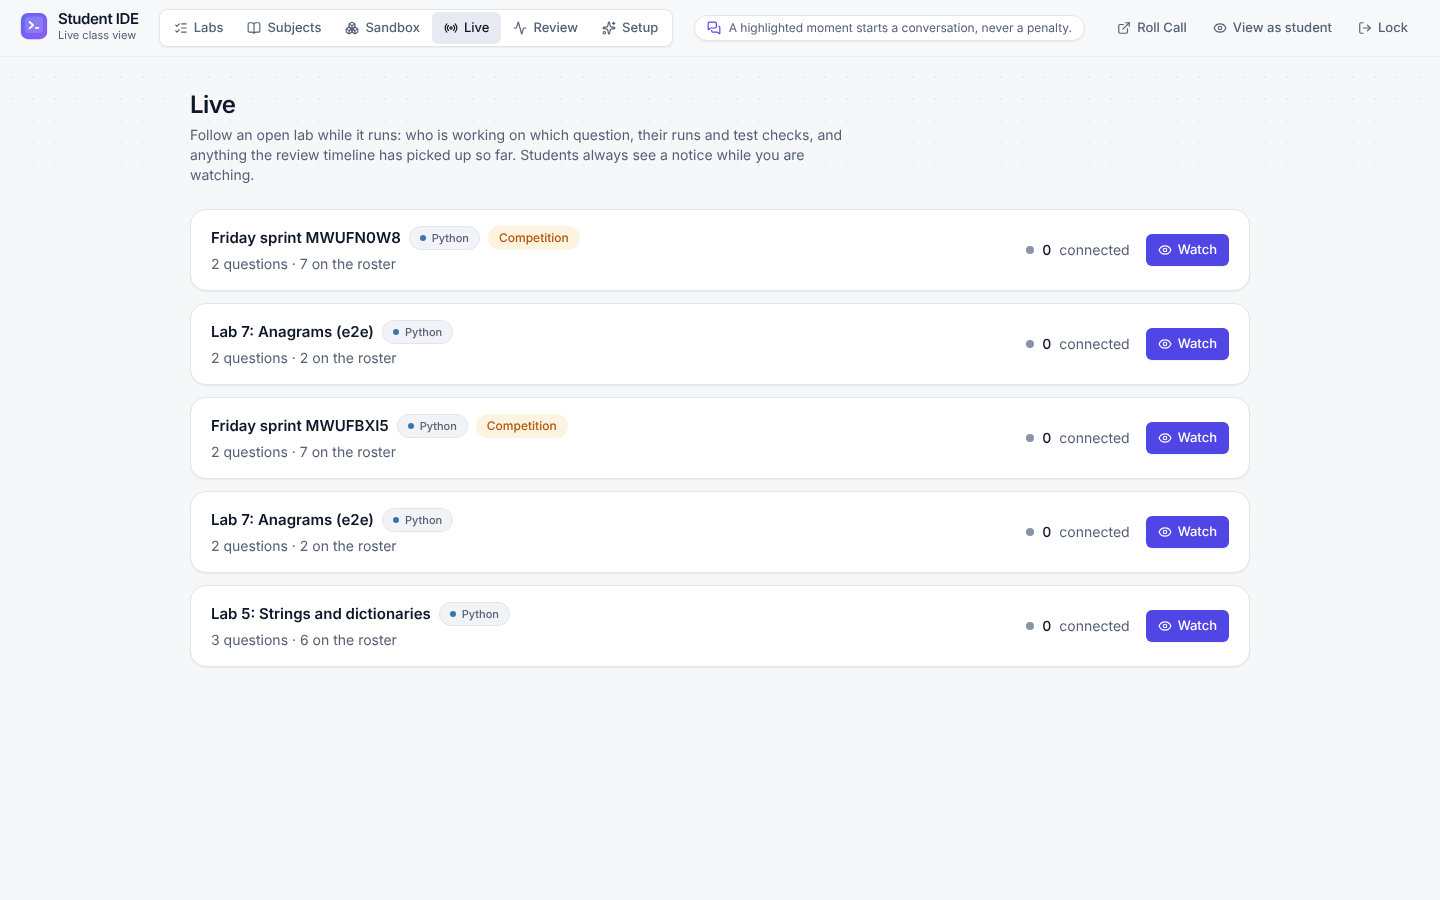 Student IDE
Live class view
Labs
Subjects
Sandbox
Live
Review
Setup
A highlighted moment starts a conversation, never a penalty.
Roll Call
View as student
Lock
Live
Follow an open lab while it runs: who is working on which question, their runs and test checks, and
anything the review timeline has picked up so far. Students always see a notice while you are
watching.
Friday sprint MWUFN0W8 Python Competition
2 questions · 7 on the roster
0 connected Watch
Lab 7: Anagrams (e2e) Python
2 questions · 2 on the roster
0 connected Watch
Friday sprint MWUFBXI5 Python Competition
2 questions · 7 on the roster
0 connected Watch
Lab 7: Anagrams (e2e) Python
2 questions · 2 on the roster
0 connected Watch
Lab 5: Strings and dictionaries Python
3 questions · 6 on the roster
0 connected Watch